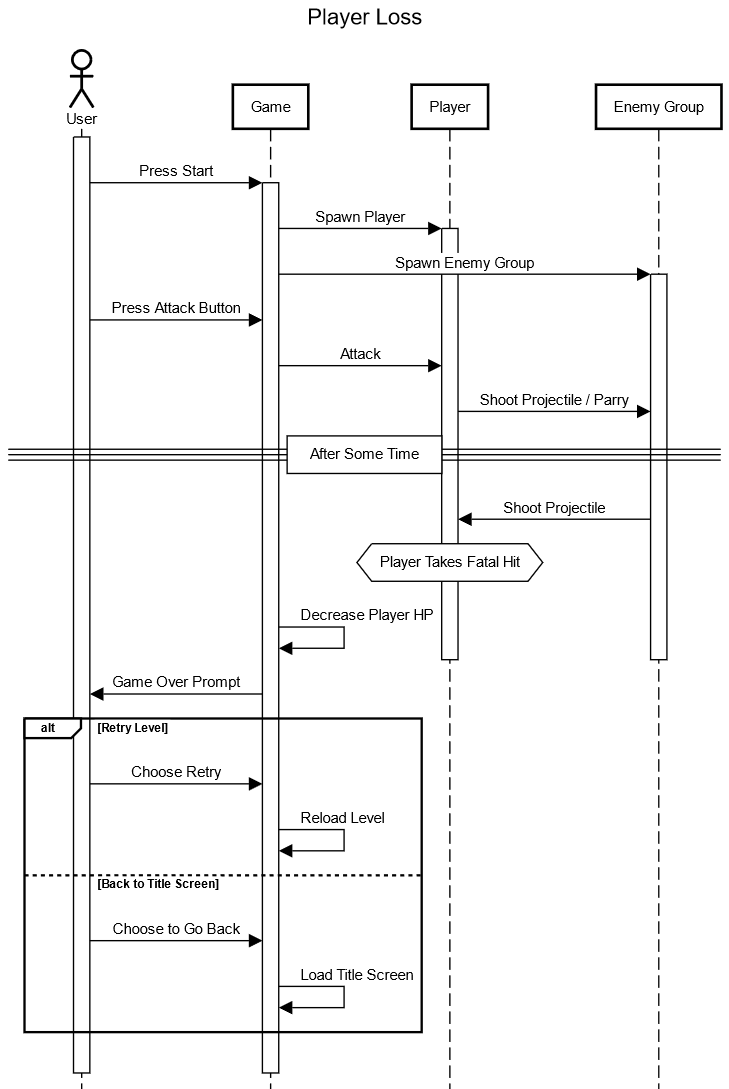 Player Loss
User
Game
Player
Enemy Group
Press Start
Spawn Player
Spawn Enemy Group
Press Attack Button
Attack
Shoot Projectile / Parry
After Some Time
Shoot Projectile
Player Takes Fatal Hit
Decrease Player HP
Game Over Prompt
alt [Retry Level]
Choose Retry
Reload Level
[Back to Title Screen]
Choose to Go Back
Load Title Screen